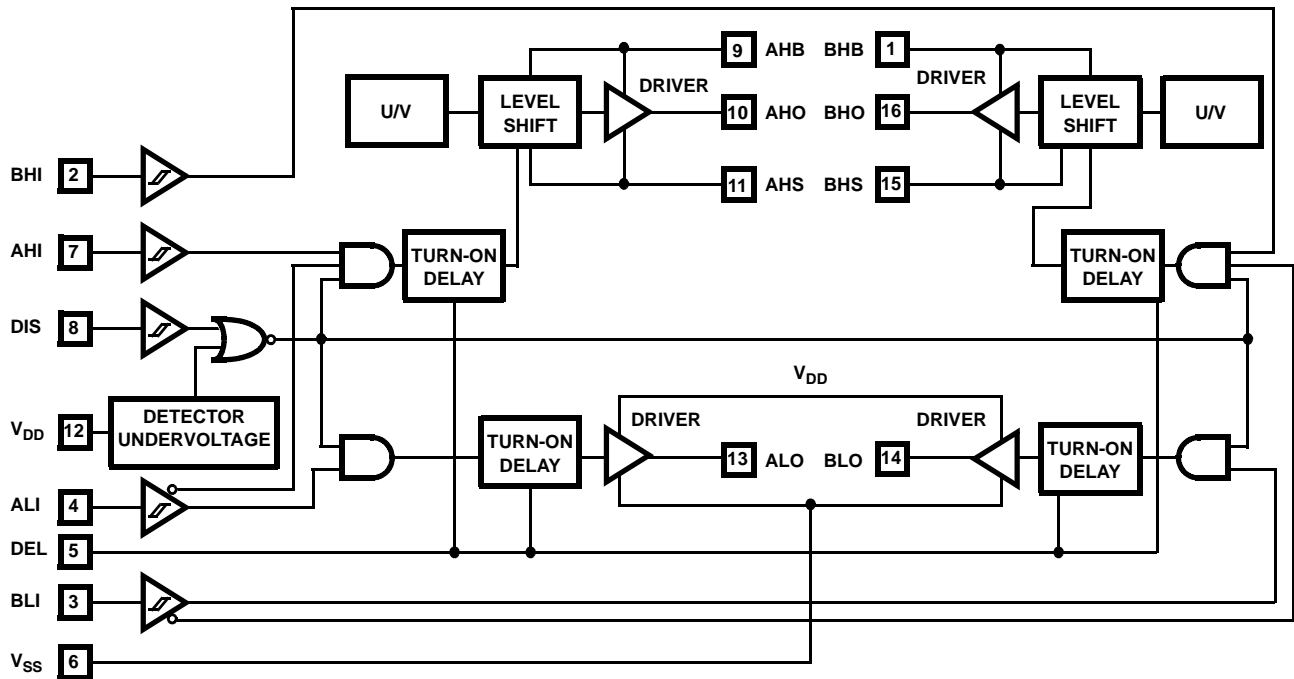 9 AHB BHB 1
DRIVER
DRIVER
U/V
LEVEL
SHIFT
10 AHO BHO 16
LEVEL
SHIFT
U/V
BHI 2
11 AHS BHS 15
AHI 7
TURN-ON
DELAY
TURN-ON
DELAY
DIS 8
VDD
VDD 12
DETECTOR
UNDERVOLTAGE
DRIVER
DRIVER
TURN-ON
DELAY
13 ALO BLO 14
TURN-ON
DELAY
ALI 4
DEL 5
BLI 3
VSS 6